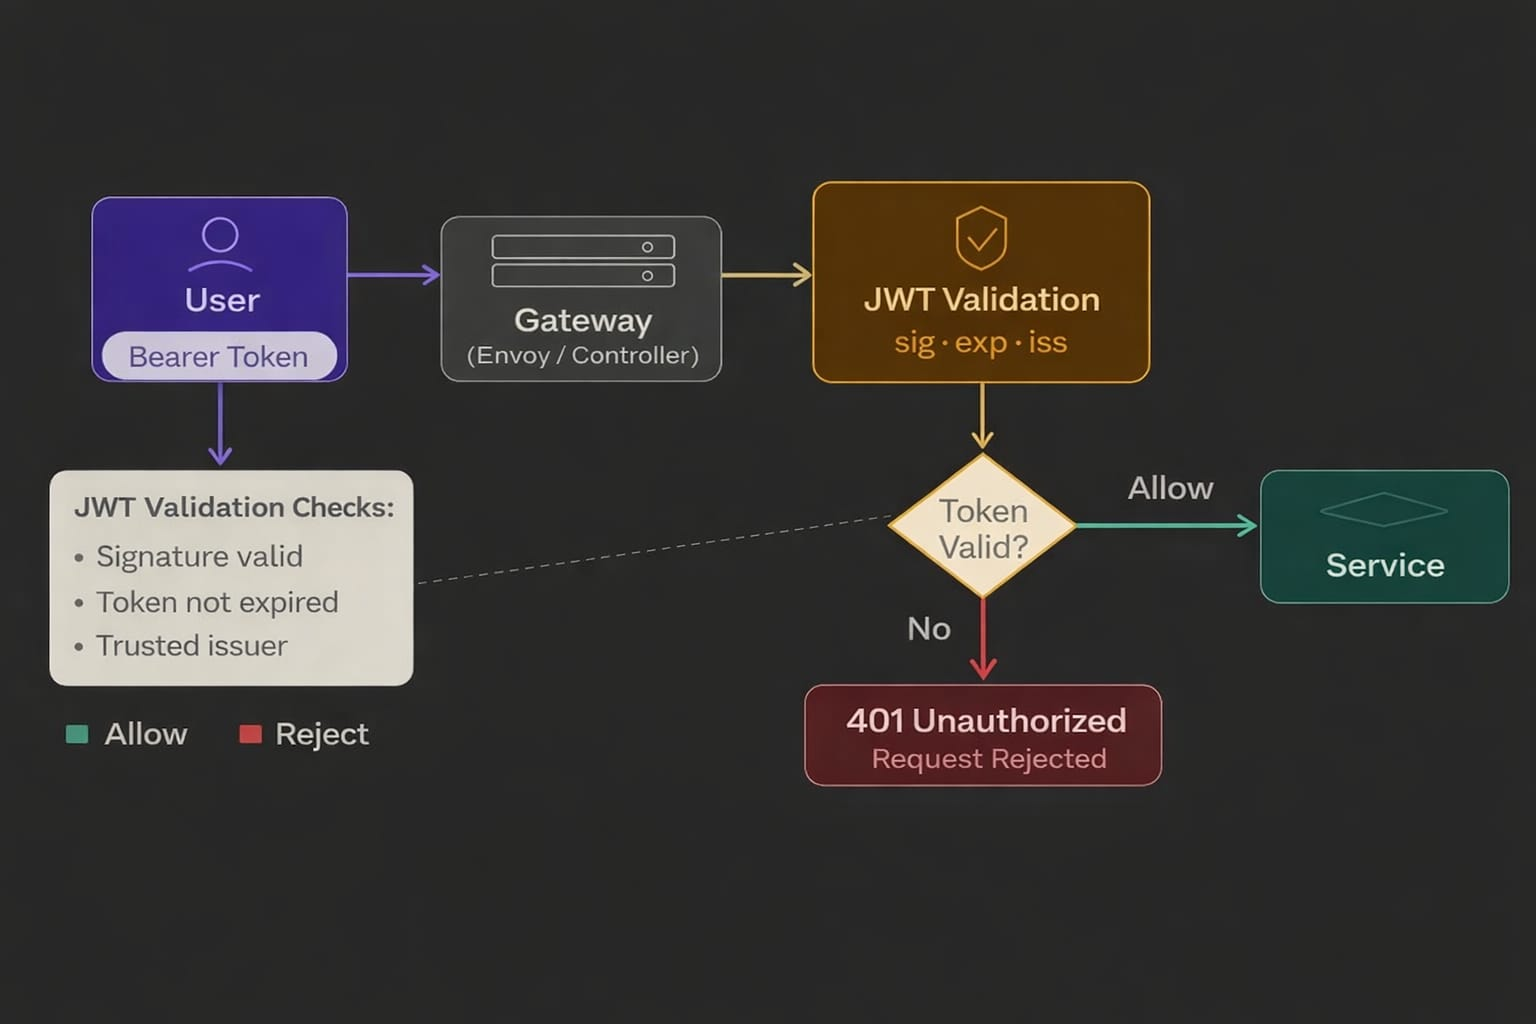 User
Bearer Token
Gateway
(Envoy / Controller)
JWT Validation
sig · exp · iss
JWT Validation Checks:
• Signature valid
• Token not expired
• Trusted issuer
Token
Valid?
Allow
Service
No
401 Unauthorized
Request Rejected
Allow
Reject